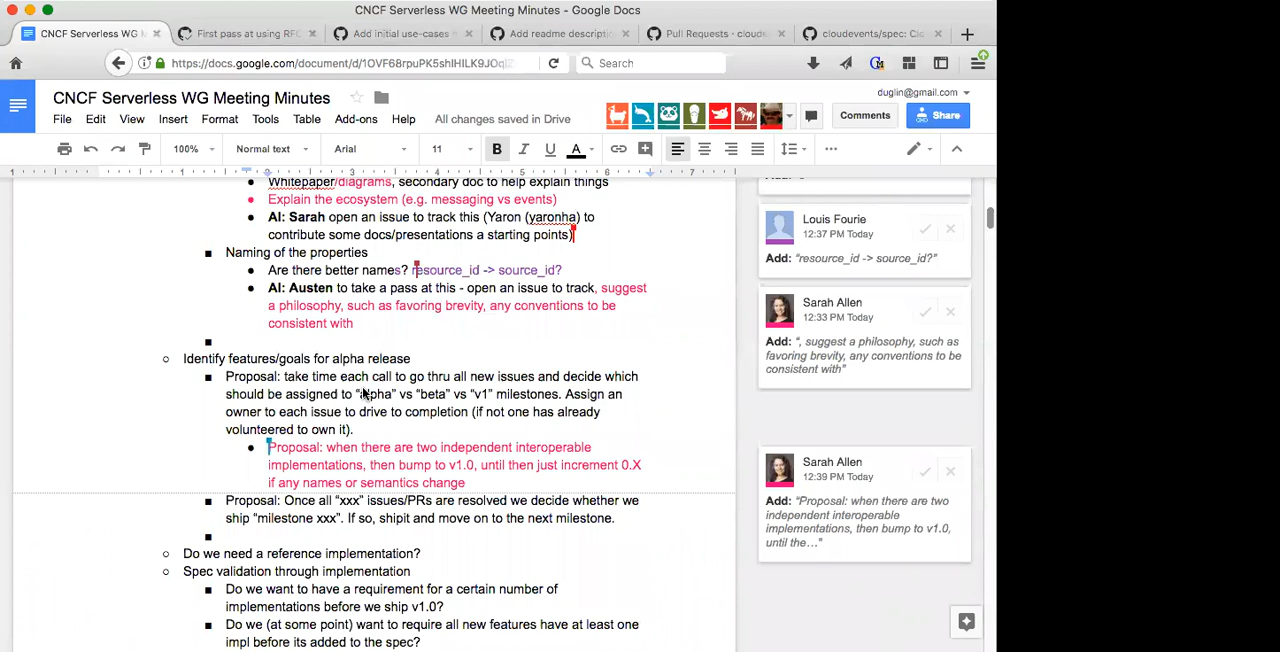 CNCF Serverless WG Meeting Minutes - Google Docs
CNCF Serverless WG M
First pass at using RFC
Add initial use-cases
Add readme descripti
Pull Requests · cloude
cloudevents/spec: Cl
https://docs.google.com/document/d/1OVF68rpuPK5shlHILK9JOq
Search
CNCF Serverless WG Meeting Minutes
duglin@gmail.com
File Edit View Insert Format Tools Table Add-ons Help All changes saved in Drive
Comments
Share
100% Normal text Arial 11 B I U A
Whitepaper/diagrams, secondary doc to help explain things
Explain the ecosystem (e.g. messaging vs events)
AI: Sarah open an issue to track this (Yaron (yaronha) to
contribute some docs/presentations a starting points)
Naming of the properties
Are there better names? resource_id -> source_id?
AI: Austen to take a pass at this - open an issue to track, suggest
a philosophy, such as favoring brevity, any conventions to be
consistent with
Identify features/goals for alpha release
Proposal: take time each call to go thru all new issues and decide which
should be assigned to “alpha” vs “beta” vs “v1” milestones. Assign an
owner to each issue to drive to completion (if not one has already
volunteered to own it).
Proposal: when there are two independent interoperable
implementations, then bump to v1.0, until then just increment 0.X
if any names or semantics change
Proposal: Once all “xxx” issues/PRs are resolved we decide whether we
ship “milestone xxx”. If so, shipit and move on to the next milestone.
Do we need a reference implementation?
Spec validation through implementation
Do we want to have a requirement for a certain number of
implementations before we ship v1.0?
Do we (at some point) want to require all new features have at least one
impl before its added to the spec?
Louis Fourie
12:37 PM Today
Add: “resource_id -> source_id?”
Sarah Allen
12:33 PM Today
Add: “, suggest a philosophy, such as
favoring brevity, any conventions to be
consistent with”
Sarah Allen
12:39 PM Today
Add: “Proposal: when there are two
independent interoperable
implementations, then bump to v1.0,
until the…”